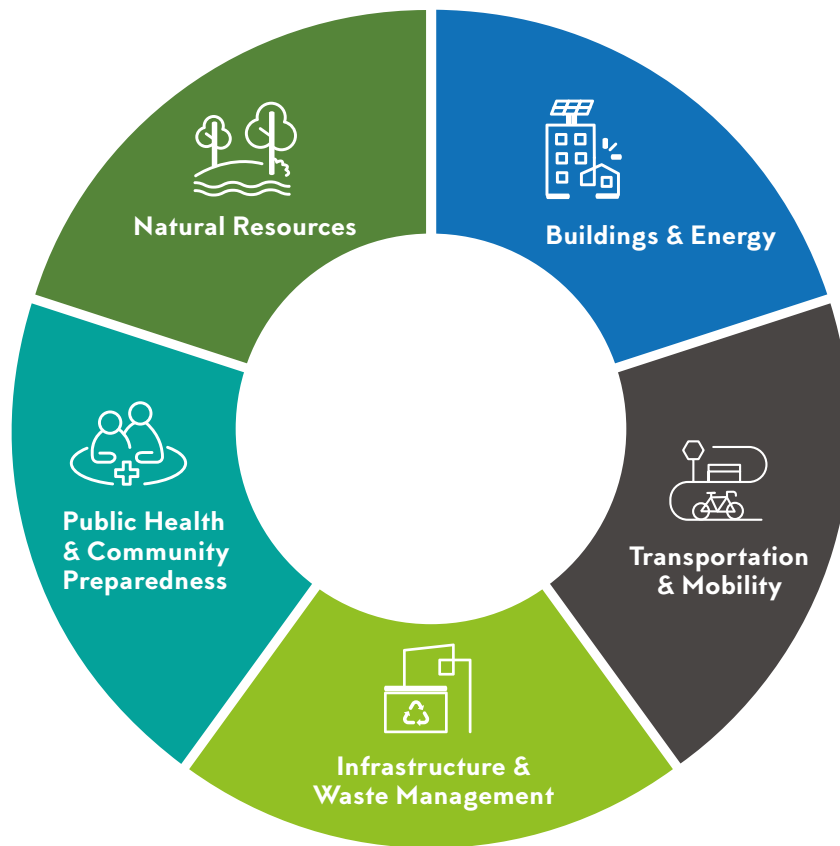 Natural Resources
Buildings & Energy
Public Health
& Community
Preparedness
Transportation
& Mobility
Infrastructure &
Waste Management